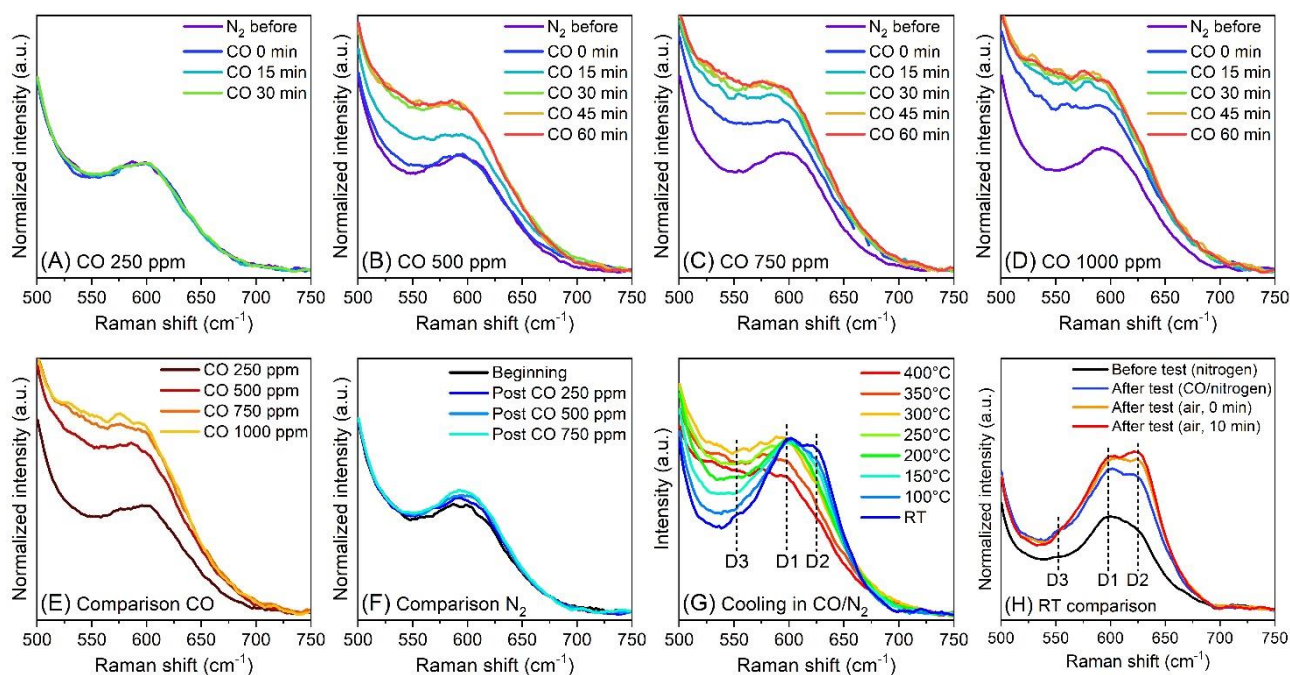 Normalized intensity (a.u.)
N2 before
CO 0 min
CO 15 min
CO 30 min
(A) CO 250 ppm
500 550 600 650 700 750
Raman shift (cm-1)
Normalized intensity (a.u.)
N2 before
CO 0 min
CO 15 min
CO 30 min
CO 45 min
CO 60 min
(B) CO 500 ppm
500 550 600 650 700 750
Raman shift (cm-1)
Normalized intensity (a.u.)
N2 before
CO 0 min
CO 15 min
CO 30 min
CO 45 min
CO 60 min
(C) CO 750 ppm
500 550 600 650 700 750
Raman shift (cm-1)
Normalized intensity (a.u.)
N2 before
CO 0 min
CO 15 min
CO 30 min
CO 45 min
CO 60 min
(D) CO 1000 ppm
500 550 600 650 700 750
Raman shift (cm-1)
Normalized intensity (a.u.)
CO 250 ppm
CO 500 ppm
CO 750 ppm
CO 1000 ppm
(E) Comparison CO
500 550 600 650 700 750
Raman shift (cm-1)
Normalized intensity (a.u.)
Beginning
Post CO 250 ppm
Post CO 500 ppm
Post CO 750 ppm
(F) Comparison N2
500 550 600 650 700 750
Raman shift (cm-1)
Intensity (a.u.)
400°C
350°C
300°C
250°C
200°C
150°C
100°C
RT
D3 D1 D2
(G) Cooling in CO/N2
500 550 600 650 700 750
Raman shift (cm-1)
Normalized intensity (a.u.)
Before test (nitrogen)
After test (CO/nitrogen)
After test (air, 0 min)
After test (air, 10 min)
D3 D1 D2
(H) RT comparison
500 550 600 650 700 750
Raman shift (cm-1)